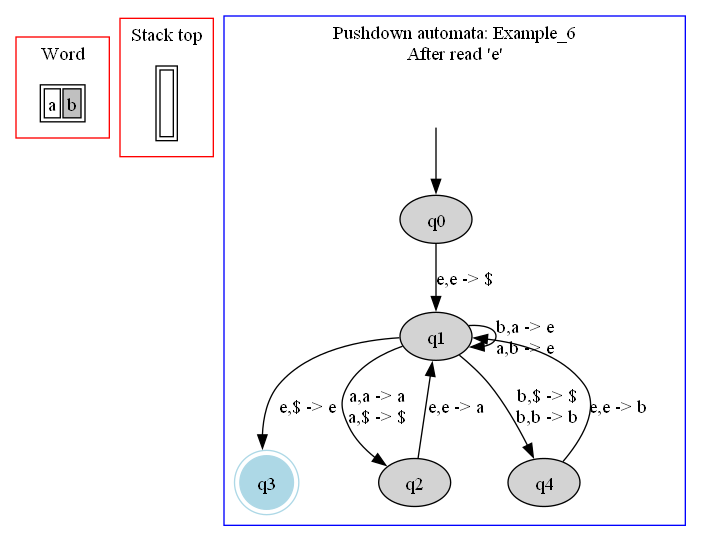 Word
a b
Stack top
Pushdown automata: Example_6
After read 'e'
q0
e,e -> $
q1
b,a -> e
a,b -> e
e,$ -> e
a,a -> a
a,$ -> $
e,e -> a
b,$ -> $
b,b -> b
e,e -> b
q3
q2
q4